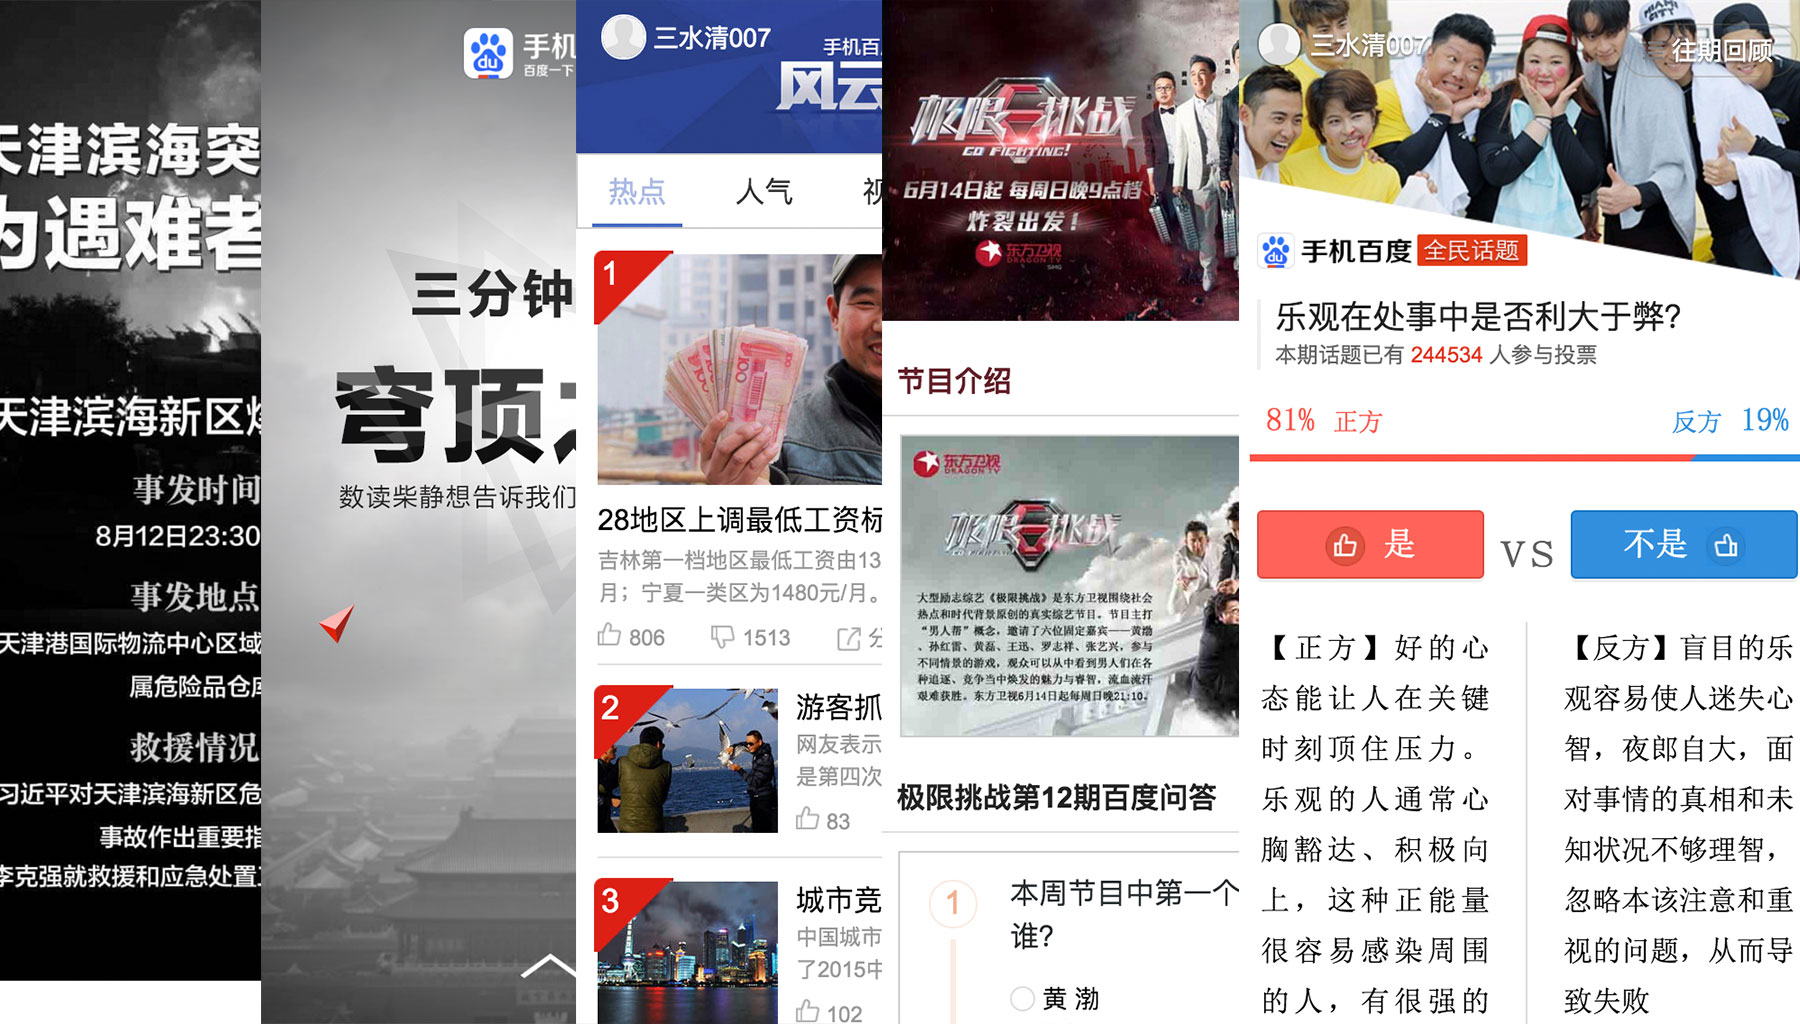 天津滨海突
为遇难者
天津滨海新区爆
事发时间
8月12日23:30
事发地点
天津港国际物流中心区域
属危险品仓库
救援情况
习近平对天津滨海新区危
事故作出重要指
李克强就救援和应急处置工
du
手机
百度一下
三分钟
穹顶之
数读柴静想告诉我们
三水清007
手机百度
风云
热点
人气
视
1
28地区上调最低工资标
吉林第一档地区最低工资由13
月；宁夏一类区为1480元/月。
806
1513
分
2
游客抓
网友表示
是第四次
83
3
城市竞
中国城市
了2015中
102
极限挑战
GO FIGHTING!
6月14日起 每周日晚9点档
炸裂出发！
东方卫视
DRAGON TV
SMG
节目介绍
东方卫视
DRAGON TV
极限挑战
大型励志综艺《极限挑战》是东方卫视围绕社会
热点和时代背景原创的真实综艺节目。节目主打
“男人帮”概念，邀请了六位固定嘉宾——黄渤
、孙红雷、黄磊、王迅、罗志祥、张艺兴，参与
不同情景的游戏，观众可以从中看到男人们在各
种追逐、竞争当中焕发的魅力与睿智，流血流汗
艰难获胜。东方卫视6月14日起每周日晚21:10。
极限挑战第12期百度问答
1
本周节目中第一个
谁?
黄 渤
三水清007
往期回顾
MIAMI
CITY
du
手机百度
全民话题
乐观在处事中是否利大于弊?
本期话题已有 244534 人参与投票
81% 正方
反方 19%
是
VS
不是
【正方】好的心
态能让人在关键
时刻顶住压力。
乐观的人通常心
胸豁达、积极向
上，这种正能量
很容易感染周围
的人，有很强的
【反方】盲目的乐
观容易使人迷失心
智，夜郎自大，面
对事情的真相和未
知状况不够理智，
忽略本该注意和重
视的问题，从而导
致失败